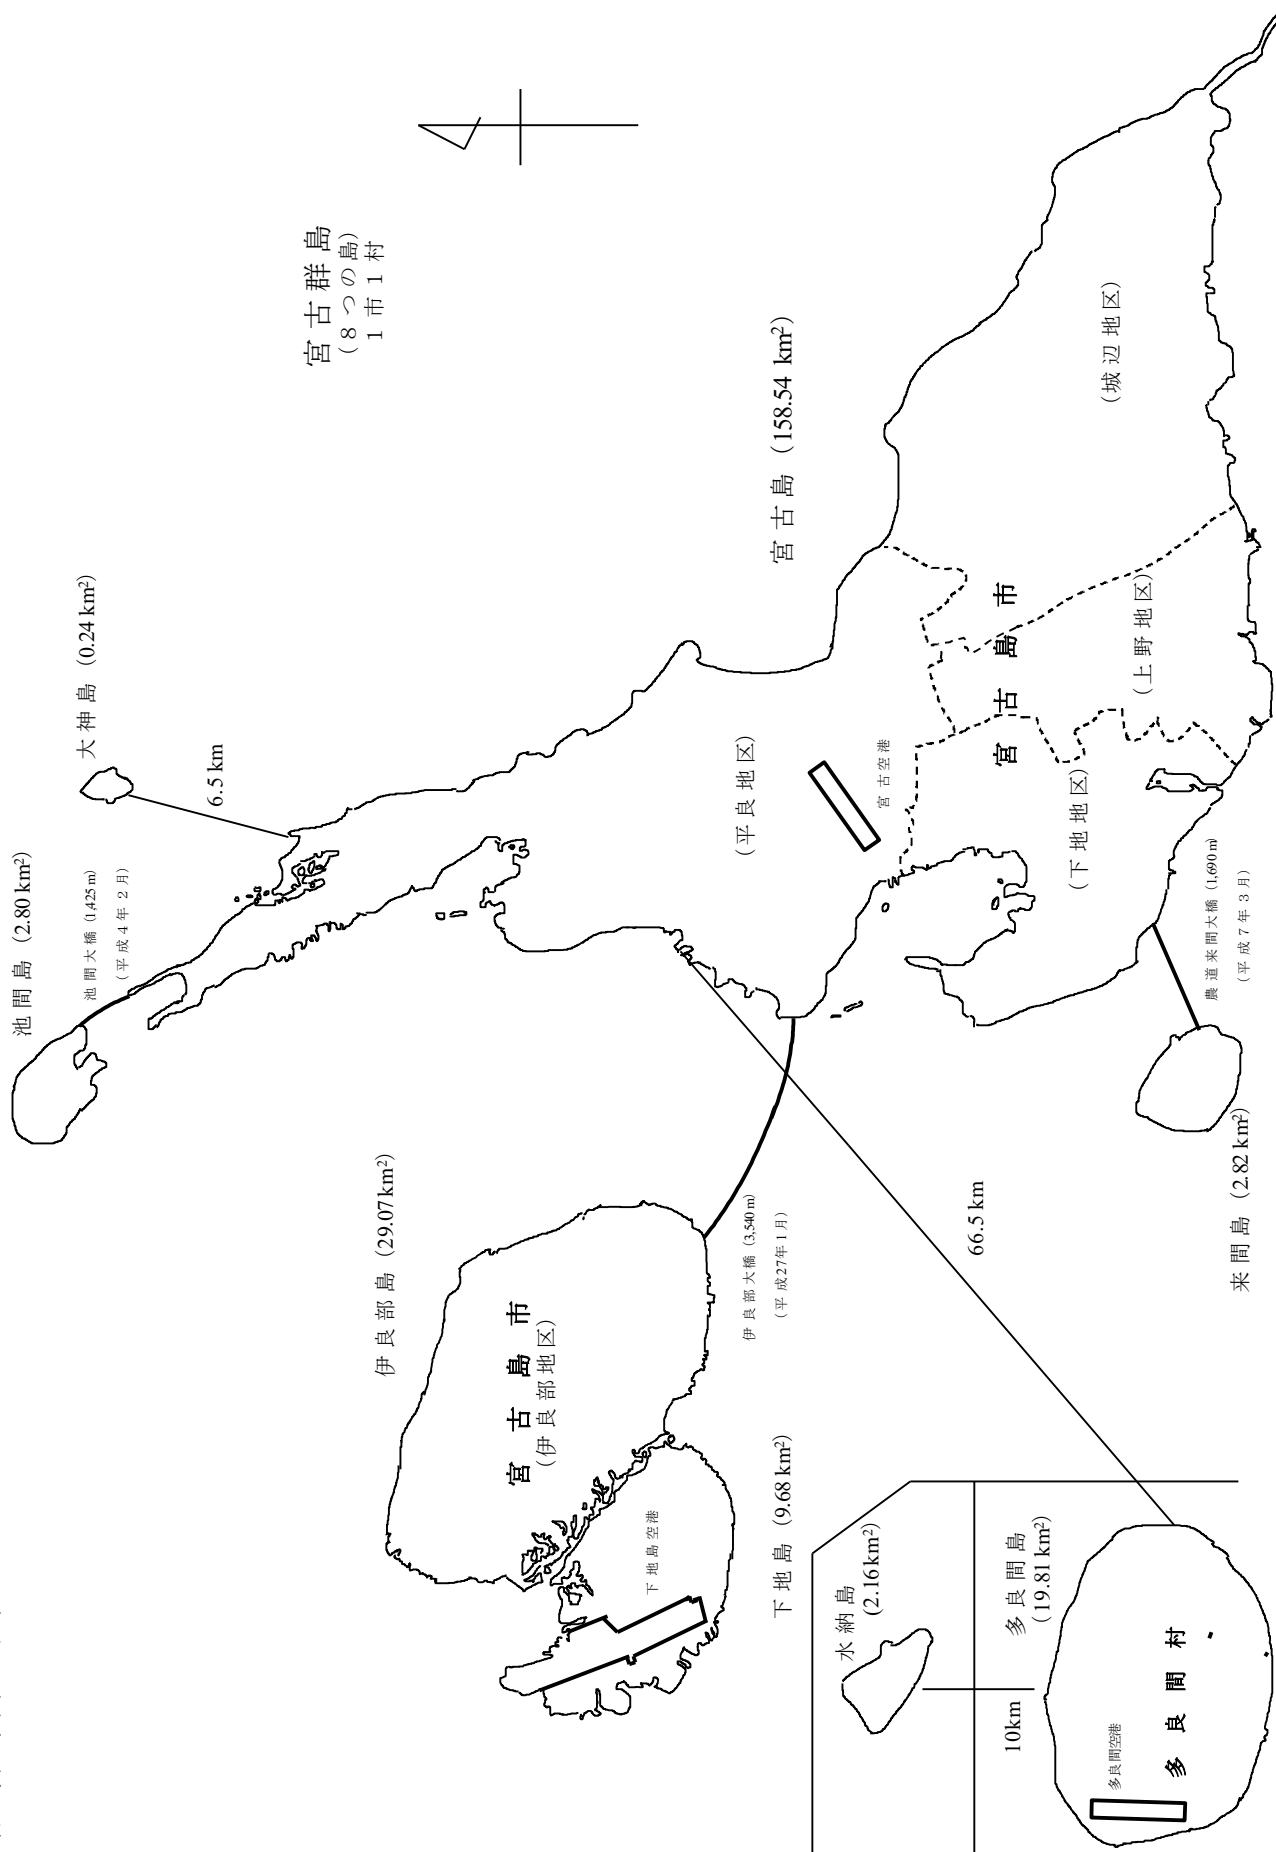 宮古群島
(8つの島)
1市1村
池間島 (2.80 km²)
池間大橋 (1,425 m)
(平成4年2月)
大神島 (0.24 km²)
6.5 km
宮古島 (158.54 km²)
(平良地区)
宮古空港
宮古島市
(城辺地区)
(上野地区)
(下地地区)
農道来間大橋 (1,690 m)
(平成7年3月)
来間島 (2.82 km²)
伊良部島 (29.07 km²)
宮古島市
(伊良部地区)
伊良部大橋 (3,540 m)
(平成27年1月)
下地島空港
下地島 (9.68 km²)
66.5 km
水納島
(2.16 km²)
10km
多良間島
(19.81 km²)
多良間空港
多良間村